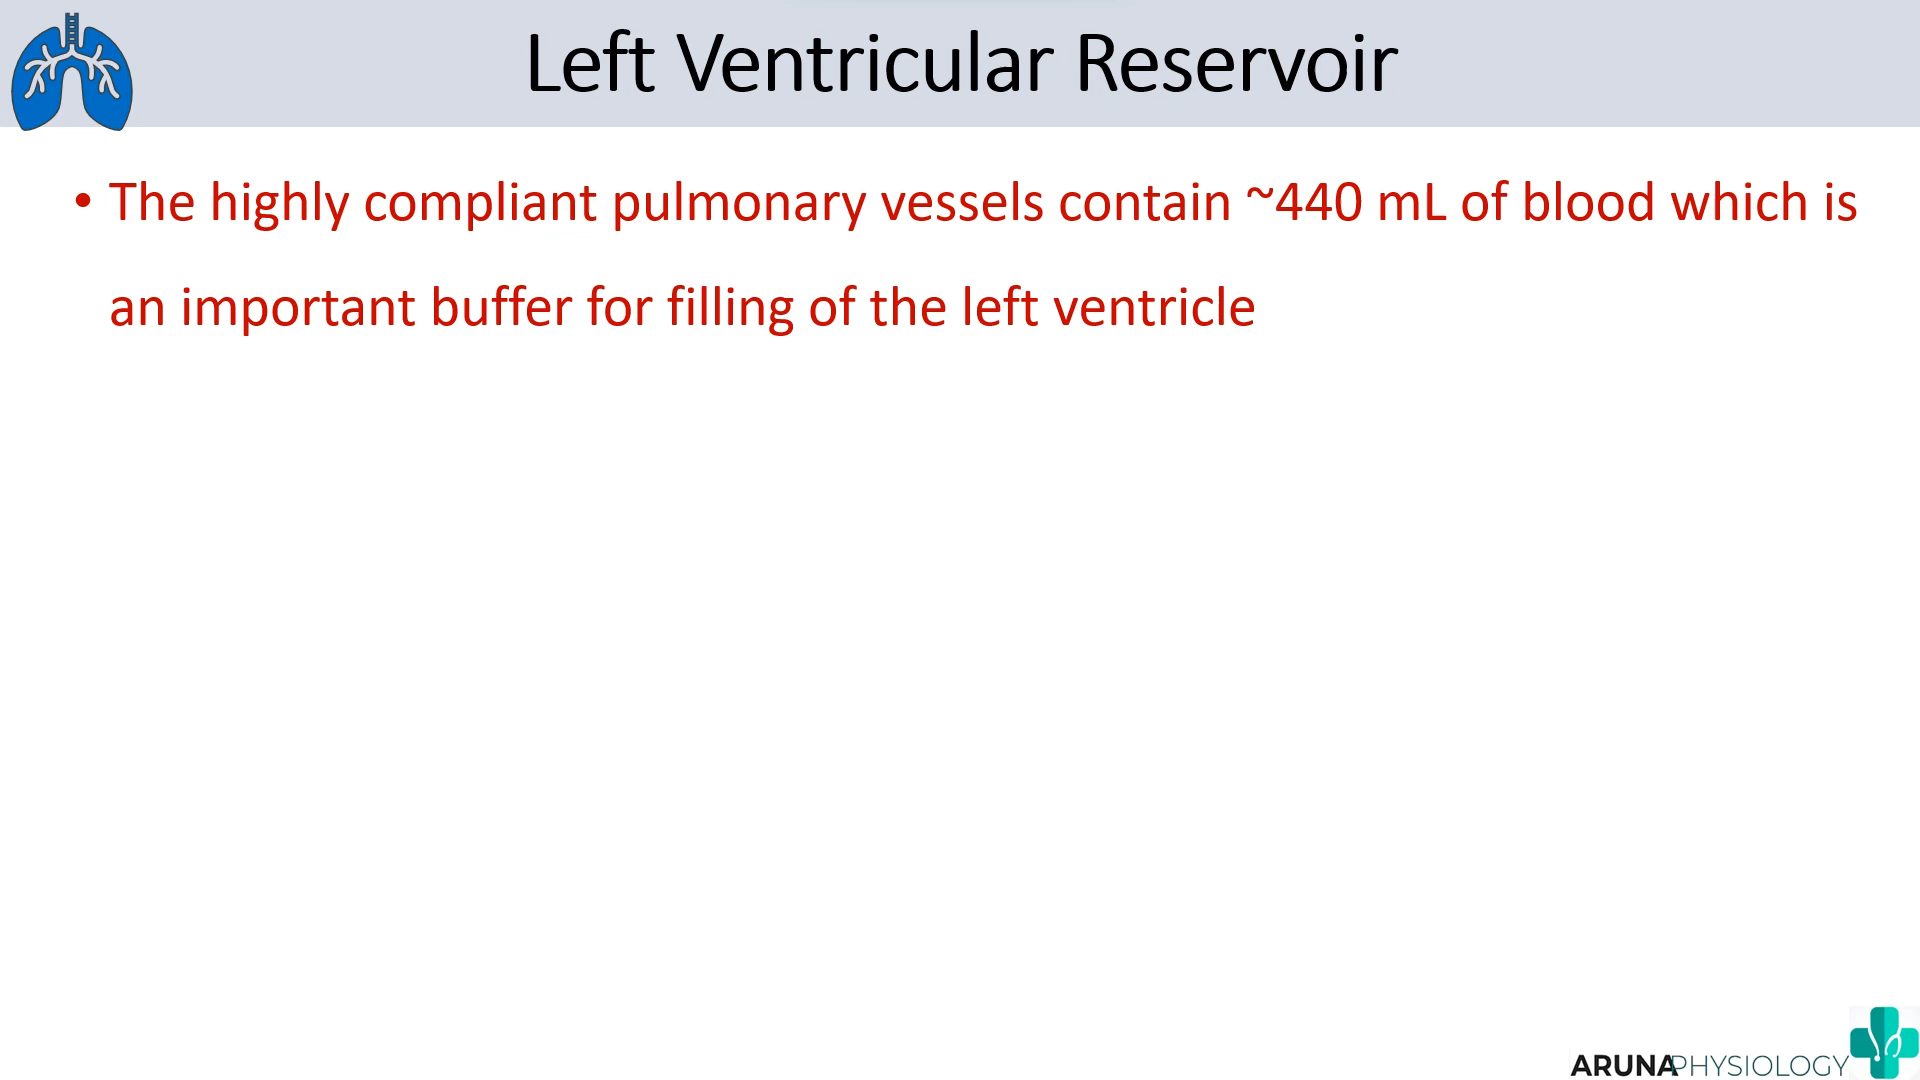 Left Ventricular Reservoir
• The highly compliant pulmonary vessels contain ~440 mL of blood which is
an important buffer for filling of the left ventricle
ARUNAPHYSIOLOGY